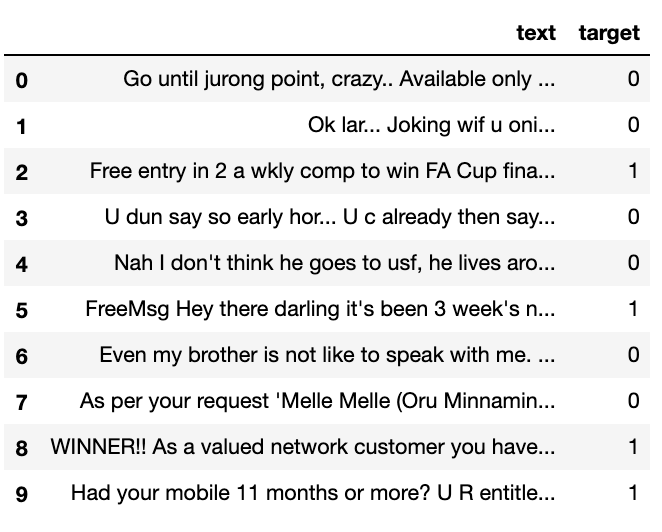 text target
0 Go until jurong point, crazy.. Available only ... 0
1 Ok lar... Joking wif u oni... 0
2 Free entry in 2 a wkly comp to win FA Cup fina... 1
3 U dun say so early hor... U c already then say... 0
4 Nah I don't think he goes to usf, he lives aro... 0
5 FreeMsg Hey there darling it's been 3 week's n... 1
6 Even my brother is not like to speak with me. ... 0
7 As per your request 'Melle Melle (Oru Minnamin... 0
8 WINNER!! As a valued network customer you have... 1
9 Had your mobile 11 months or more? U R entitle... 1